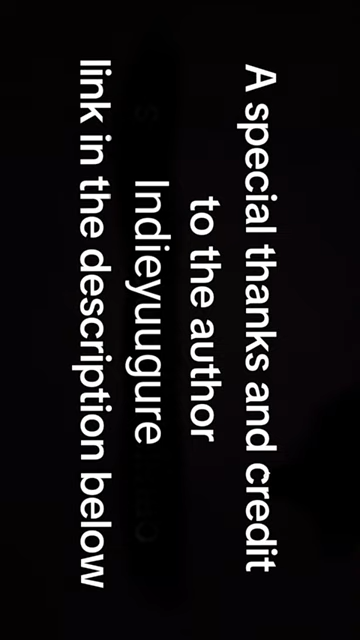 A special thanks and credit
to the author
Indieyuugure
link in the description below